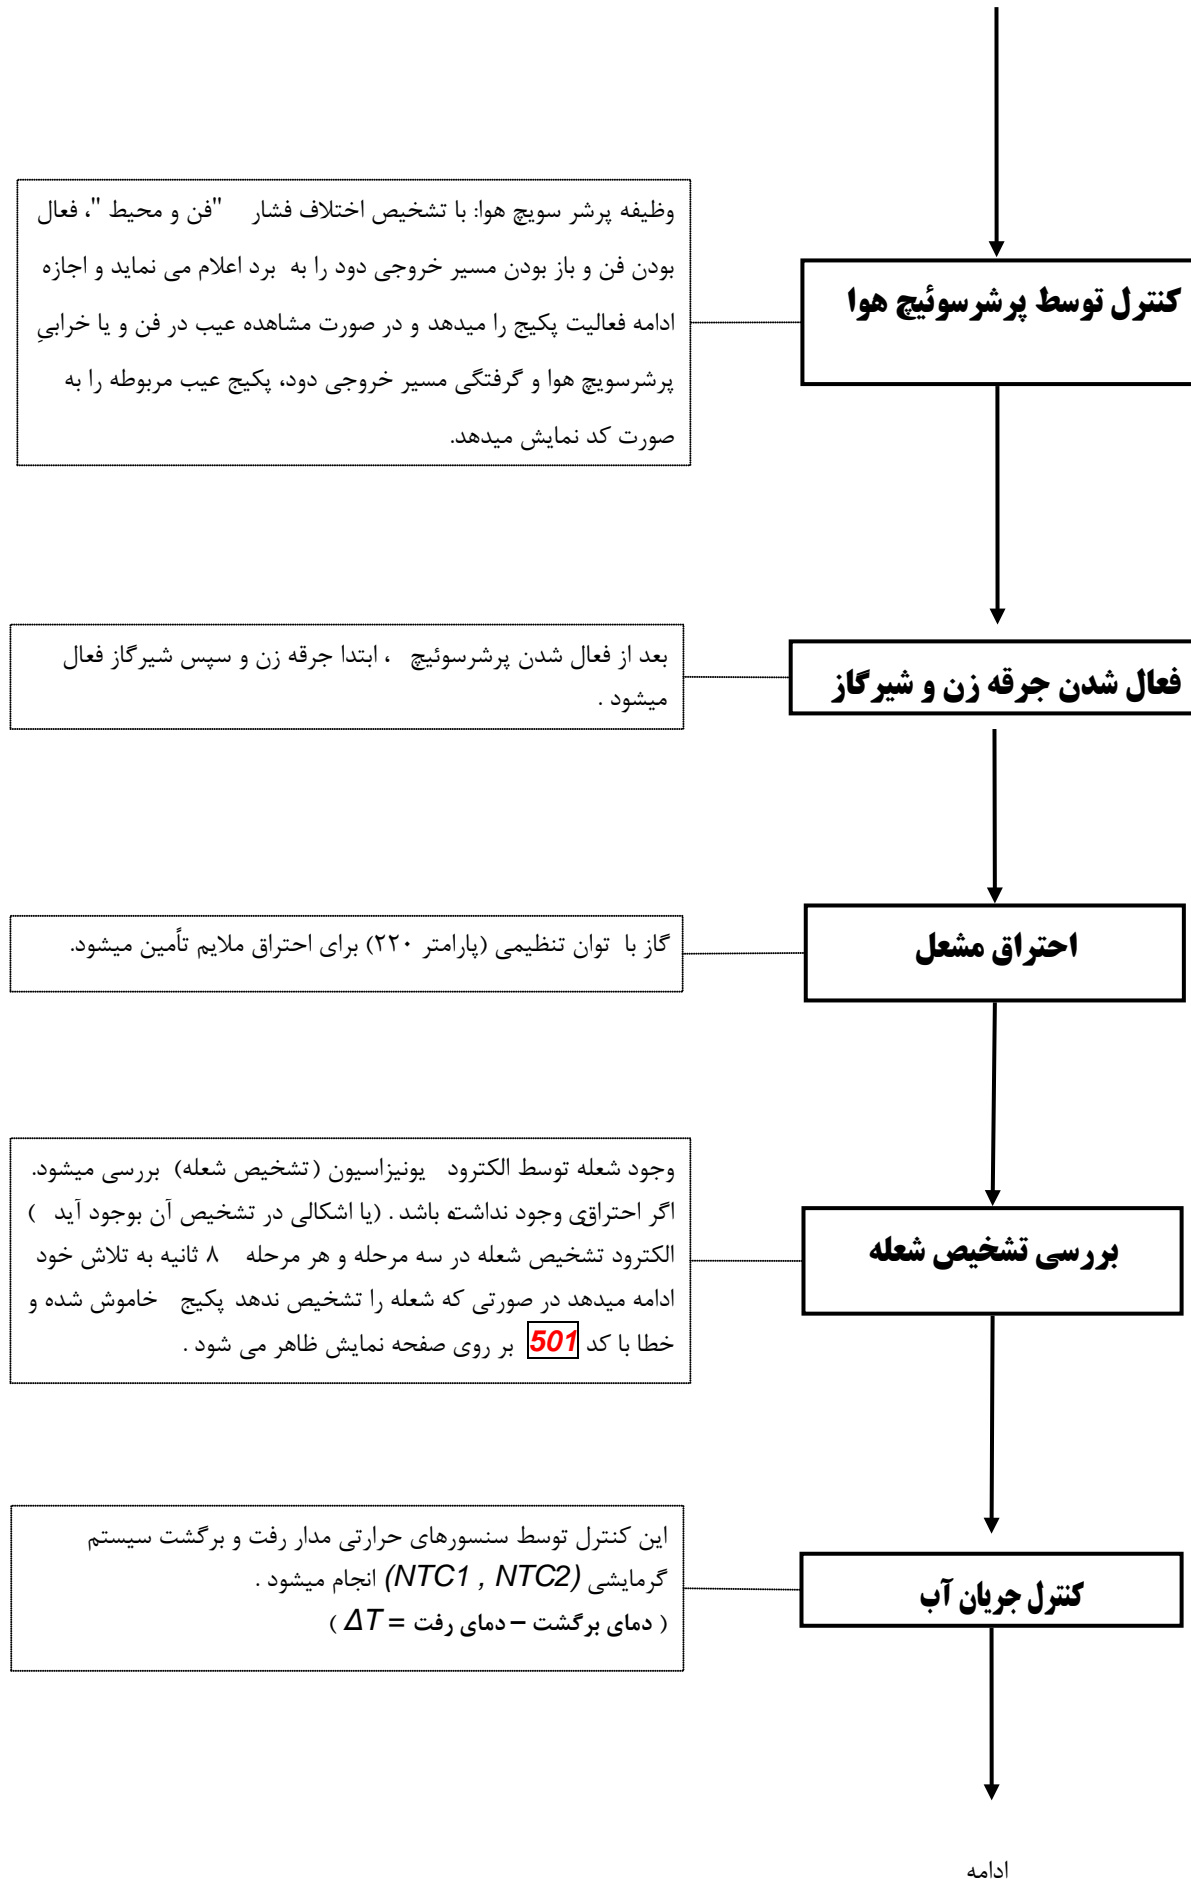 وظیفه پرشر سویچ هوا: با تشخیص اختلاف فشار "فن و محیط "، فعال
بودن فن و باز بودن مسیر خروجی دود را به برد اعلام می نماید و اجازه
ادامه فعالیت پکیج را میدهد و در صورت مشاهده عیب در فن و یا خرابیِ
پرشرسویچ هوا و گرفتگی مسیر خروجی دود، پکیج عیب مربوطه را به
صورت کد نمایش میدهد.
کنترل توسط پرشرسوئیچ هوا
بعد از فعال شدن پرشرسوئیچ ، ابتدا جرقه زن و سپس شیرگاز فعال
میشود .
فعال شدن جرقه زن و شیرگاز
گاز با توان تنظیمی (پارامتر ۲۲۰) برای احتراق ملایم تأمین میشود.
احتراق مشعل
وجود شعله توسط الکترود یونیزاسیون (تشخیص شعله) بررسی میشود.
اگر احتراقی وجود نداشته باشد . (یا اشکالی در تشخیص آن بوجود آید )
الکترود تشخیص شعله در سه مرحله و هر مرحله ۸ ثانیه به تلاش خود
ادامه میدهد در صورتی که شعله را تشخیص ندهد پکیج خاموش شده و
خطا با کد 501 بر روی صفحه نمایش ظاهر می شود .
بررسی تشخیص شعله
این کنترل توسط سنسورهای حرارتی مدار رفت و برگشت سیستم
گرمایشی (NTC1 , NTC2) انجام میشود .
( دمای برگشت – دمای رفت = ΔT )
کنترل جریان آب
ادامه